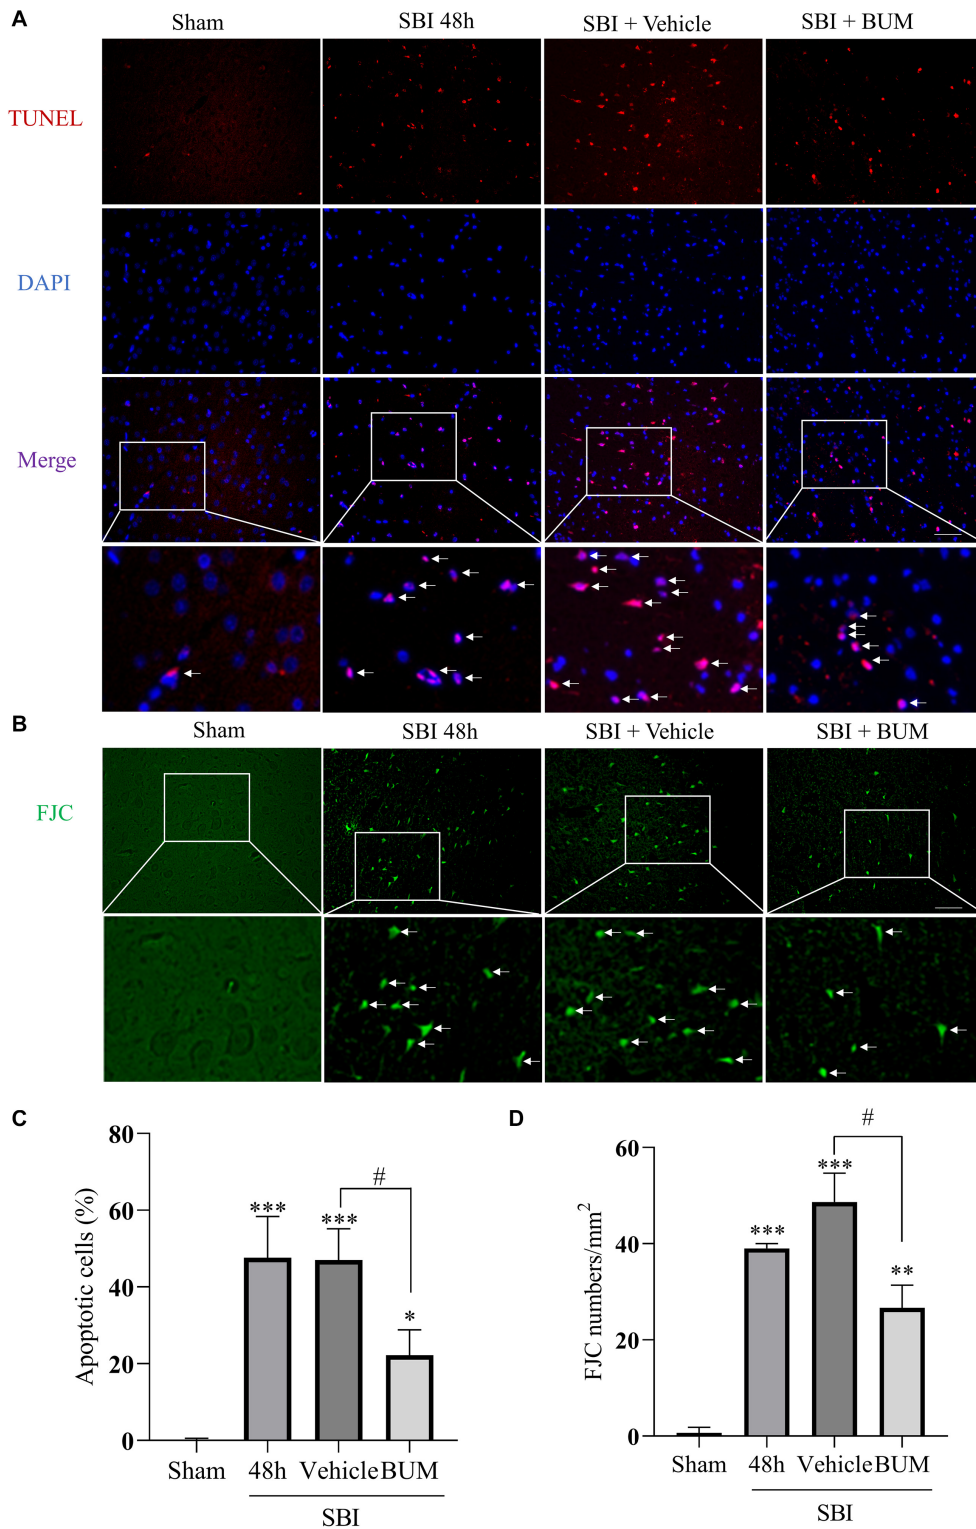 A
Sham SBI 48h SBI + Vehicle SBI + BUM
TUNEL
DAPI
Merge
B
Sham SBI 48h SBI + Vehicle SBI + BUM
FJC
C
80
60
40
20
0
Apoptotic cells (%)
***
***
#
*
Sham 48h Vehicle BUM
SBI
D
60
40
20
0
FJC numbers/mm²
***
***
#
**
Sham 48h Vehicle BUM
SBI